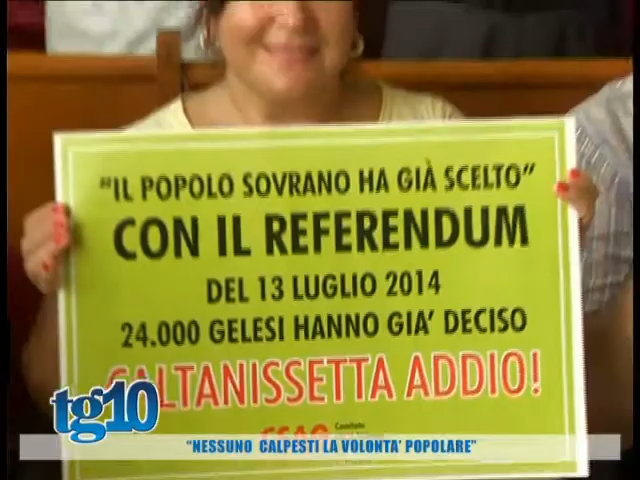 "IL POPOLO SOVRANO HA GIÀ SCELTO"
CON IL REFERENDUM
DEL 13 LUGLIO 2014
24.000 GELESI HANNO GIA' DECISO
CALTANISSETTA ADDIO!
Comitato
tg10
"NESSUNO CALPESTI LA VOLONTA' POPOLARE"